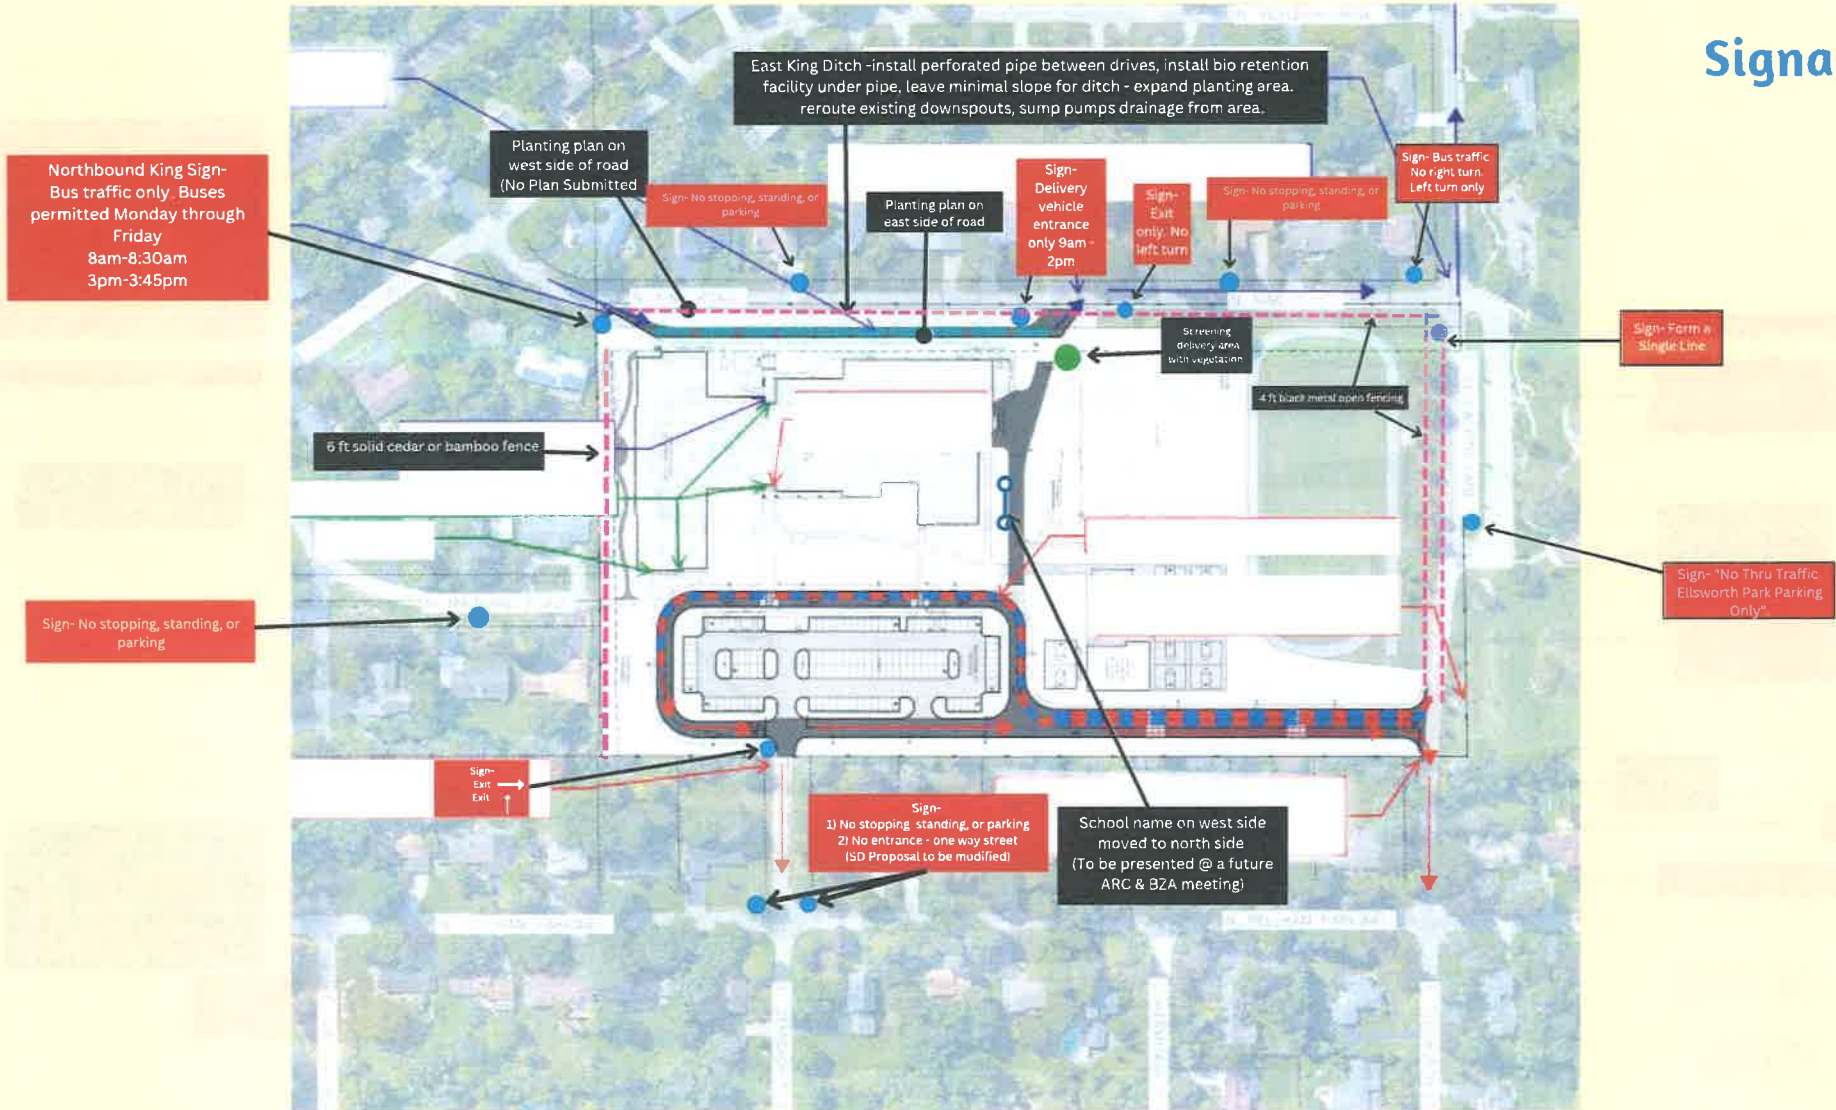 Signa
East King Ditch -install perforated pipe between drives, install bio retention
facility under pipe, leave minimal slope for ditch - expand planting area.
reroute existing downspouts, sump pumps drainage from area.
Planting plan on
west side of road
(No Plan Submitted
Northbound King Sign-
Bus traffic only. Buses
permitted Monday through
Friday
8am-8:30am
3pm-3:45pm
Sign- No stopping, standing, or
parking
Planting plan on
east side of road
Sign-
Delivery
vehicle
entrance
only 9am -
2pm
Sign-
Exit
only. No
left turn
Sign- No stopping, standing, or
parking
Sign- Bus traffic
No right turn.
Left turn only
Screening
delivery area
with vegetation
Sign- Form a
Single Line
4 ft black metal open fencing
6 ft solid cedar or bamboo fence
Sign- "No Thru Traffic.
Ellsworth Park Parking
Only".
Sign- No stopping, standing, or
parking
Sign-
Exit
Exit
Sign-
1) No stopping standing, or parking
2) No entrance - one way street
(SD Proposal to be modified)
School name on west side
moved to north side
(To be presented @ a future
ARC & BZA meeting)